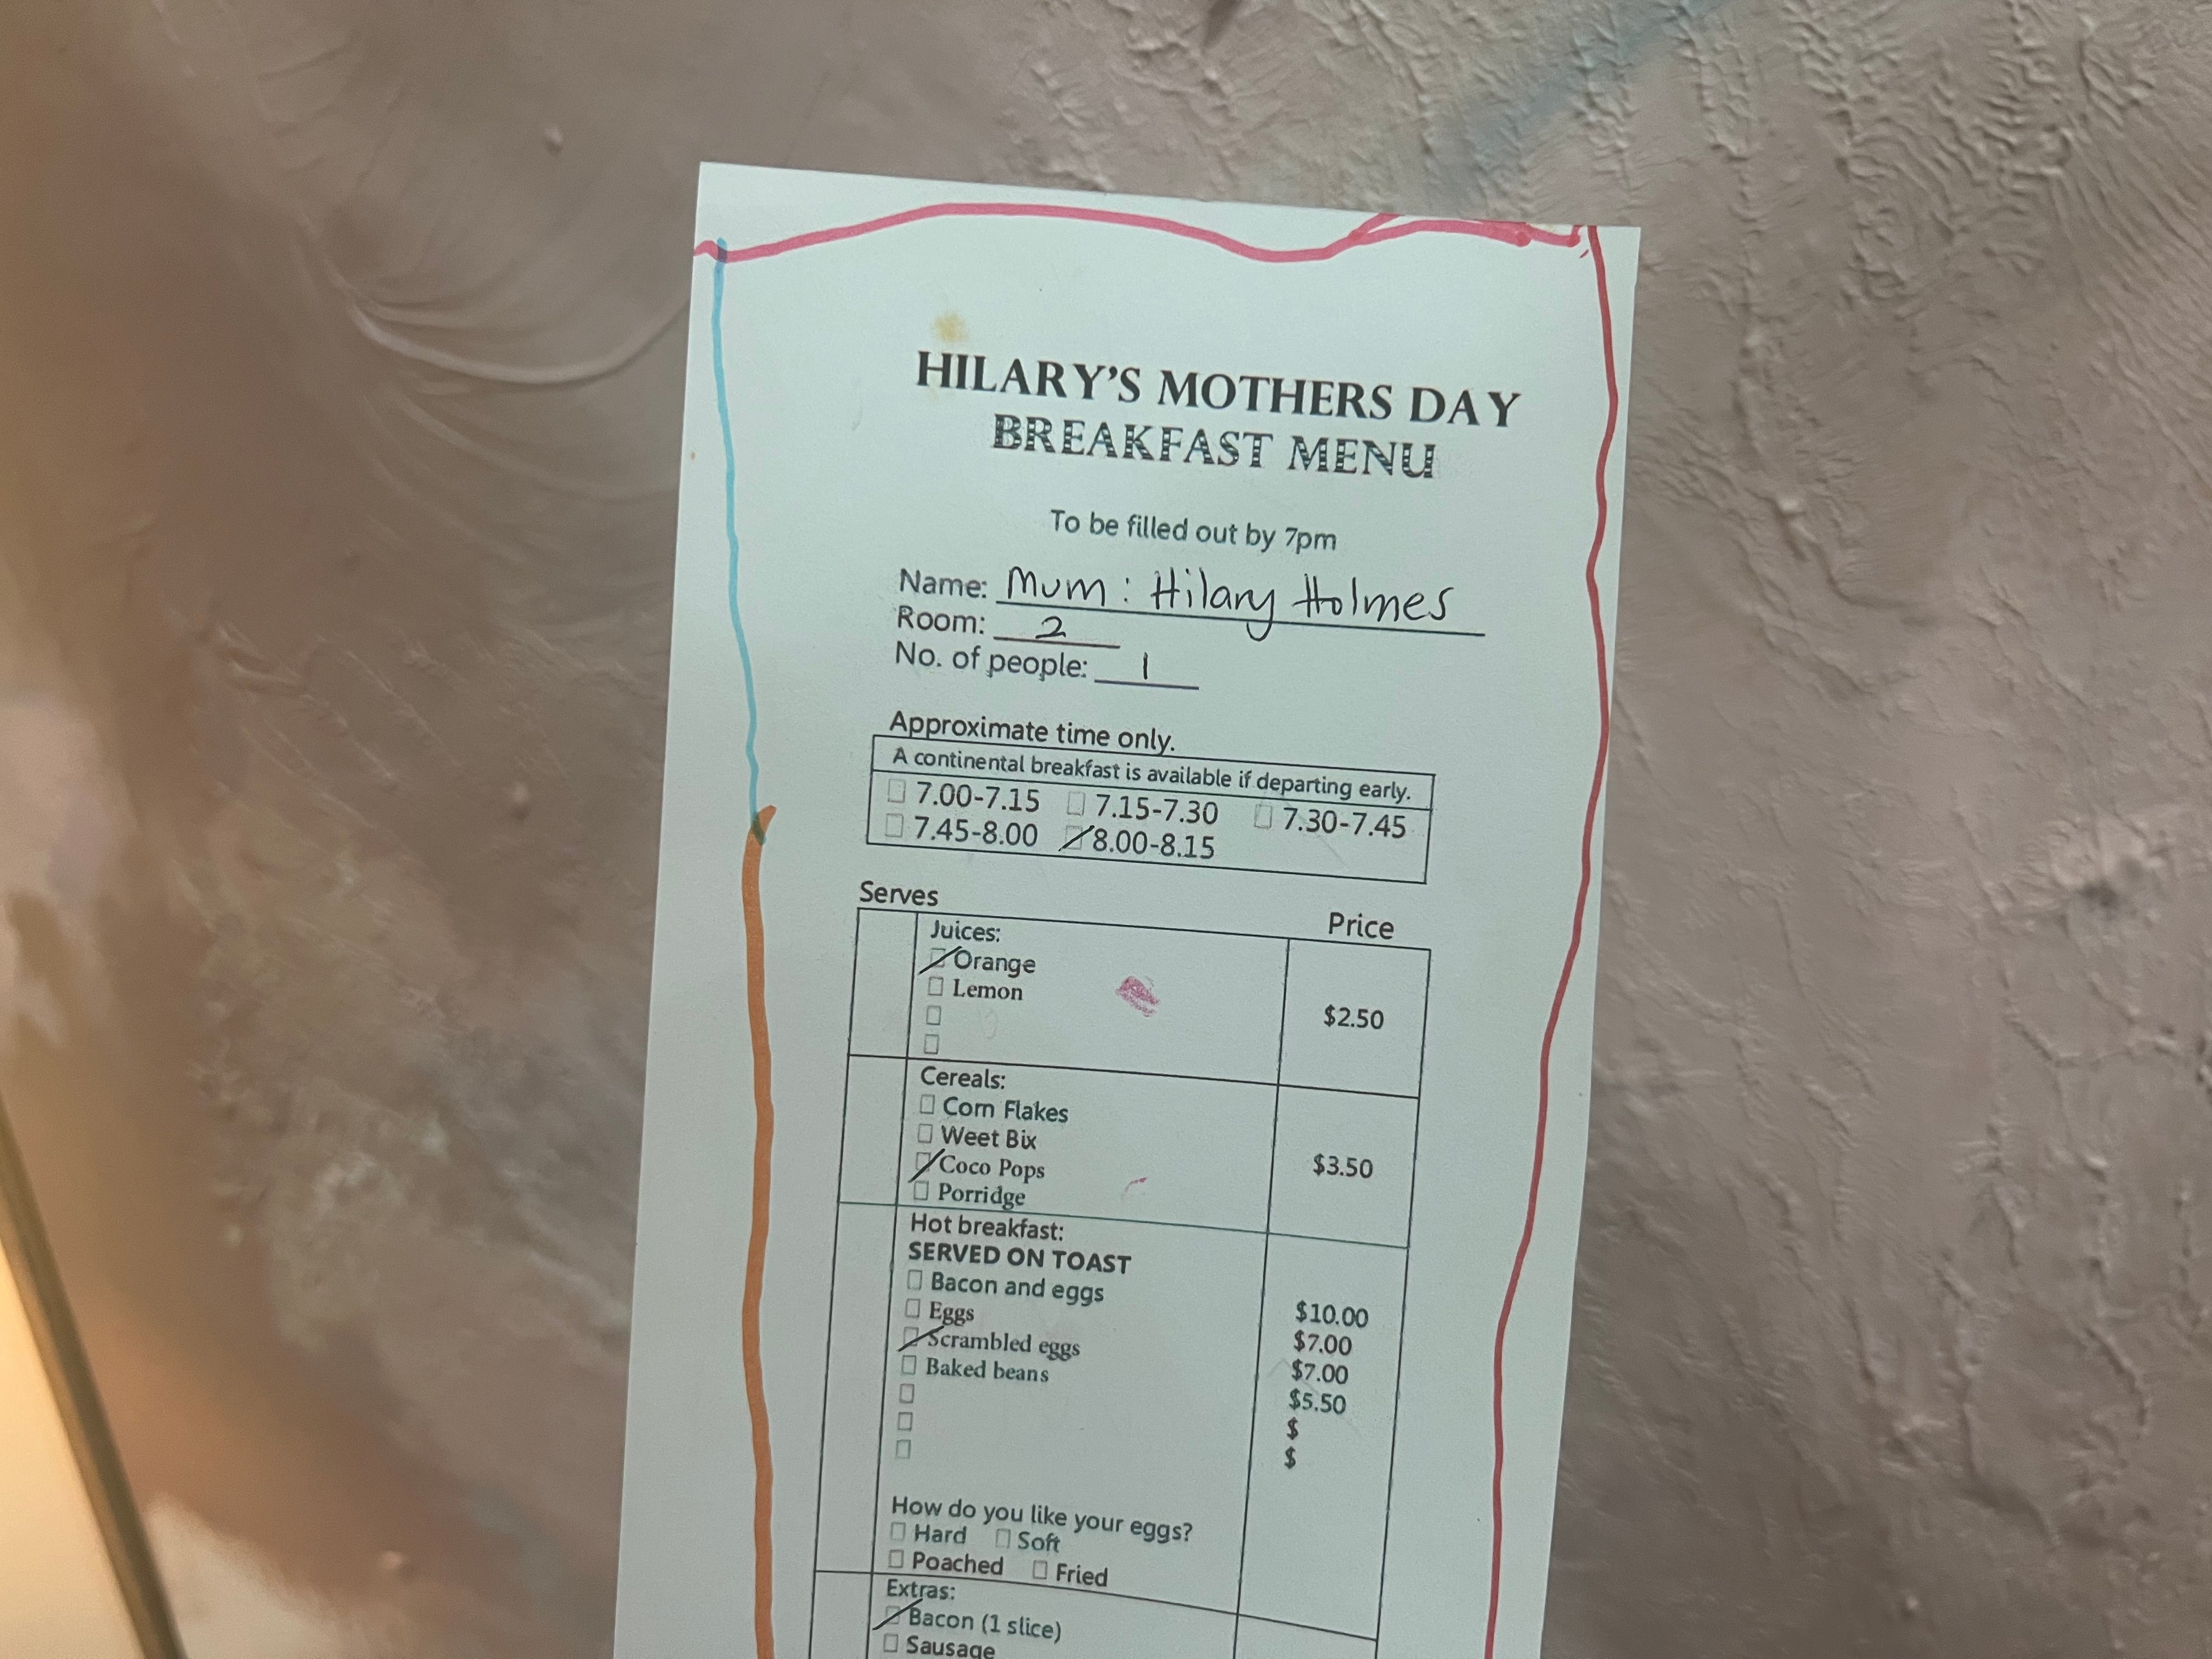 HILARY'S MOTHERS DAY
BREAKFAST MENU
To be filled out by 7pm
Name: Mum: Hilary Holmes
Room: 2
No. of people: 1
Approximate time only.
A continental breakfast is available if departing early.
7.00-7.15 7.15-7.30 7.30-7.45
7.45-8.00 8.00-8.15
Serves Price
Juices:
Orange
Lemon
$2.50
Cereals:
Corn Flakes
Weet Bix
Coco Pops
$3.50
Porridge
Hot breakfast:
SERVED ON TOAST
Bacon and eggs $10.00
Eggs $7.00
Scrambled eggs $7.00
Baked beans $5.50
$
$
How do you like your eggs?
Hard Soft
Poached Fried
Extras:
Bacon (1 slice)
Sausage